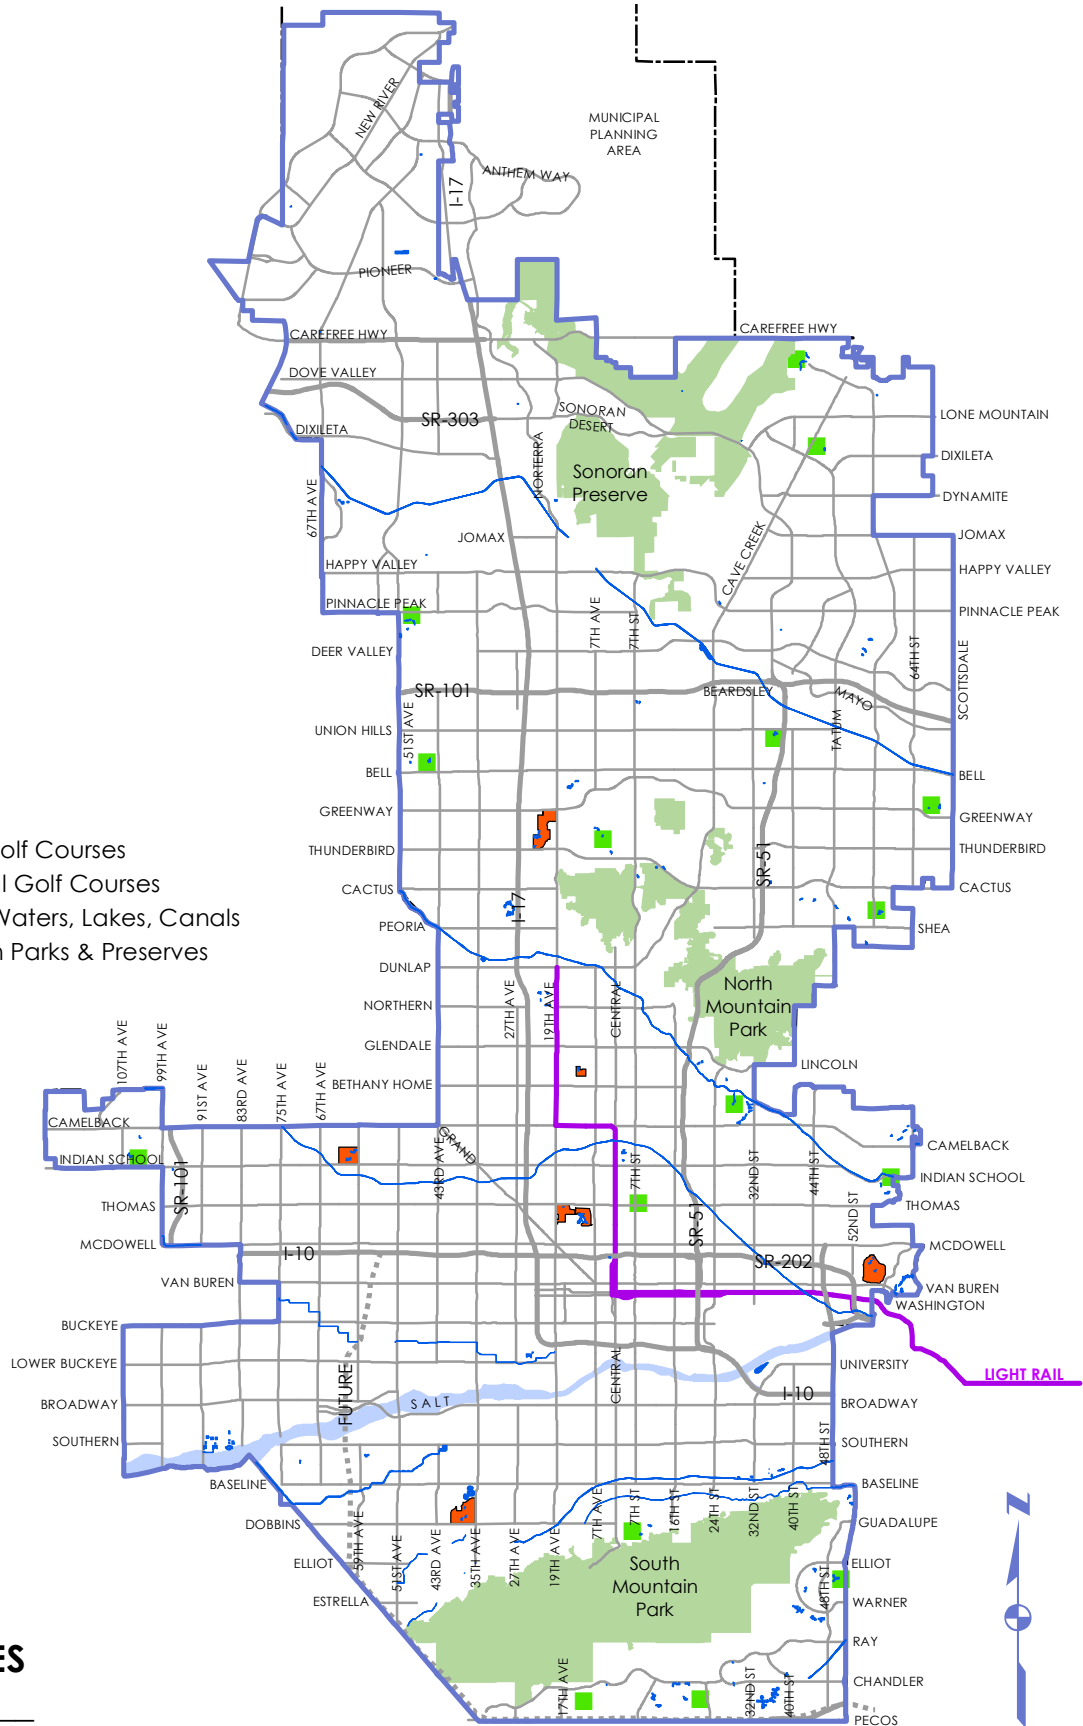 MUNICIPAL
PLANNING
AREA
NEW RIVER
I-17
ANTHEM WAY
PIONEER
CAREFREE HWY
CAREFREE HWY
DOVE VALLEY
SR-303
SONORAN
DESERT
LONE MOUNTAIN
DIXILETA
NORTERRA
Sonoran
Preserve
DIXILETA
67TH AVE
DYNAMITE
JOMAX
CAVE CREEK
JOMAX
HAPPY VALLEY
HAPPY VALLEY
PINNACLE PEAK
7TH AVE
7TH ST
PINNACLE PEAK
DEER VALLEY
64TH ST
SCOTTSDALE
SR-101
BEARDSLEY
MAYO
51ST AVE
UNION HILLS
TATUM
BELL
BELL
GREENWAY
GREENWAY
THUNDERBIRD
SR-51
THUNDERBIRD
olf Courses
l Golf Courses
CACTUS
CACTUS
Waters, Lakes, Canals
I-17
PEORIA
SHEA
n Parks & Preserves
DUNLAP
North
Mountain
Park
NORTHERN
27TH AVE
19TH AVE
CENTRAL
GLENDALE
LINCOLN
107TH AVE
99TH AVE
91ST AVE
83RD AVE
75TH AVE
67TH AVE
BETHANY HOME
CAMELBACK
GRAND
CAMELBACK
INDIAN SCHOOL
SR-101
43RD AVE
7TH ST
32ND ST
44TH ST
INDIAN SCHOOL
THOMAS
SR-51
52ND ST
THOMAS
MCDOWELL
I-10
SR-202
MCDOWELL
VAN BUREN
VAN BUREN
WASHINGTON
BUCKEYE
LOWER BUCKEYE
CENTRAL
UNIVERSITY
LIGHT RAIL
FUTURE
I-10
BROADWAY
SALT
BROADWAY
SOUTHERN
48TH ST
SOUTHERN
BASELINE
BASELINE
DOBBINS
7TH AVE
7TH ST
16TH ST
24TH ST
32ND ST
40TH ST
GUADALUPE
59TH AVE
51ST AVE
43RD AVE
35TH AVE
27TH AVE
19TH AVE
ELLIOT
South
Mountain
Park
48TH ST
ELLIOT
ESTRELLA
WARNER
RAY
ES
17TH AVE
32ND ST
40TH ST
CHANDLER
PECOS
N